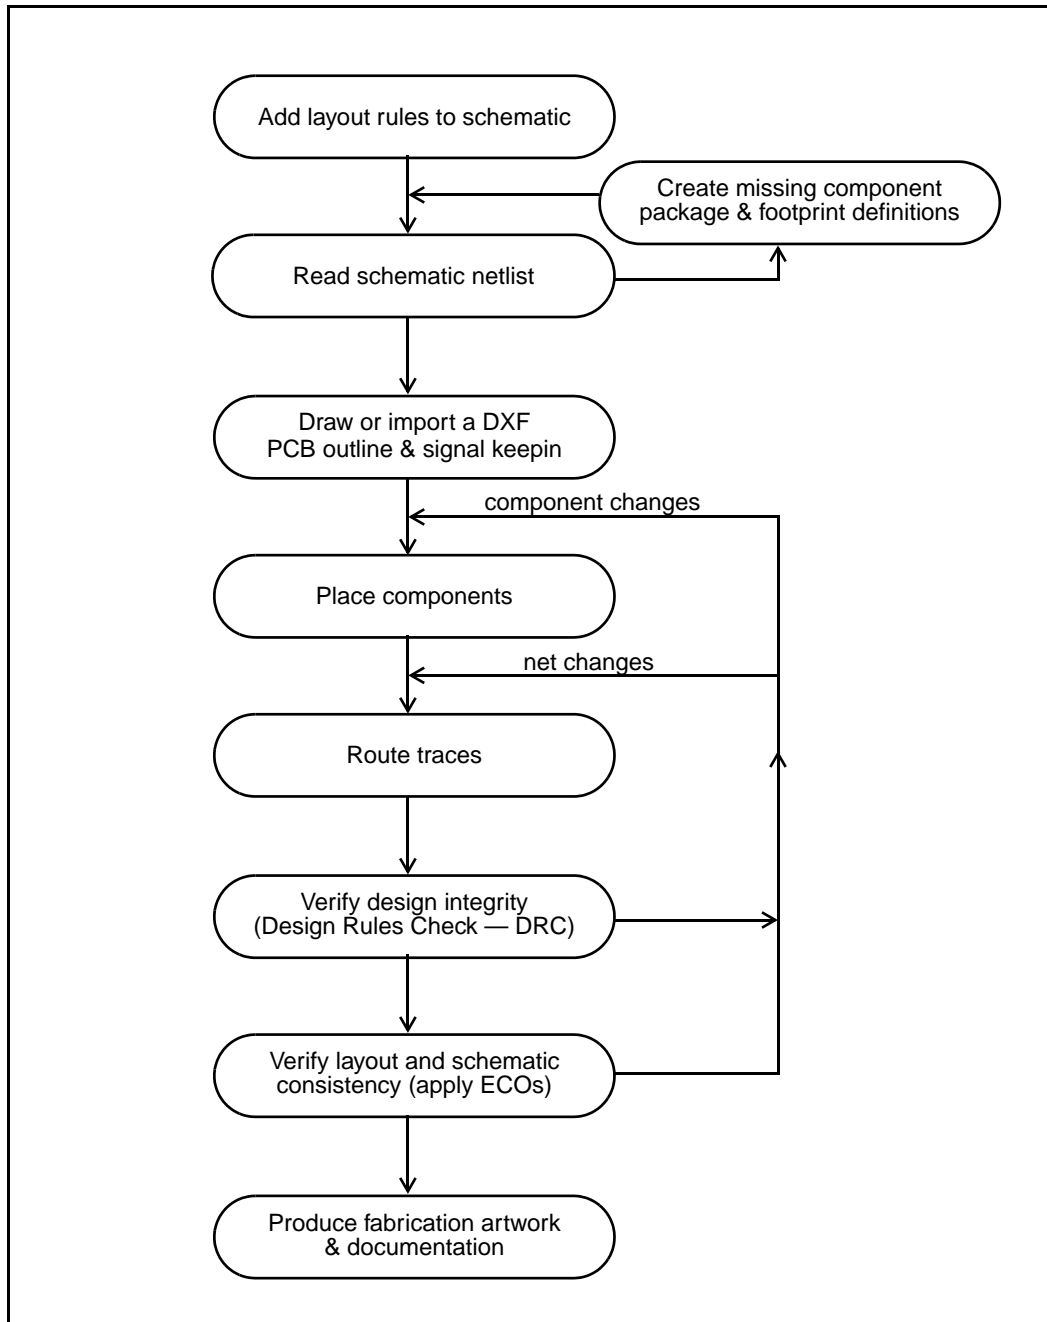 Add layout rules to schematic
Create missing component
package & footprint definitions
Read schematic netlist
Draw or import a DXF
PCB outline & signal keepin
component changes
Place components
net changes
Route traces
Verify design integrity
(Design Rules Check — DRC)
Verify layout and schematic
consistency (apply ECOs)
Produce fabrication artwork
& documentation